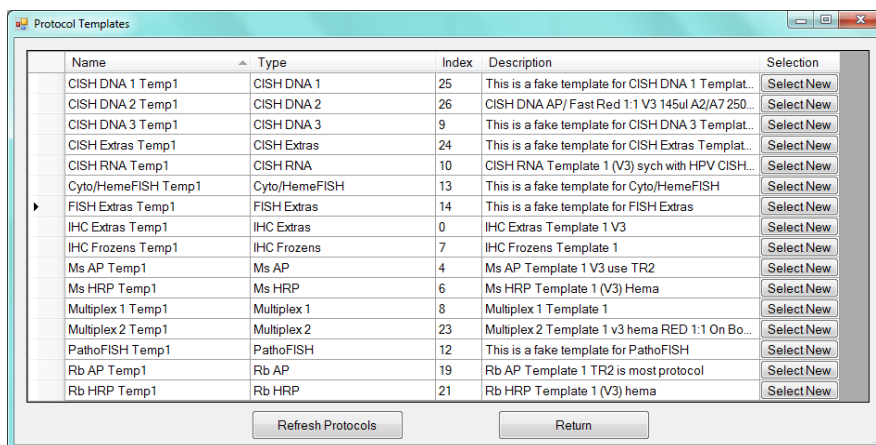 Protocol Templates
Name Type Index Description Selection
CISH DNA 1 Temp1 CISH DNA 1 25 This is a fake template for CISH DNA 1 Templat... Select New
CISH DNA 2 Temp1 CISH DNA 2 26 CISH DNA AP/ Fast Red 1:1 V3 145ul A2/A7 250... Select New
CISH DNA 3 Temp1 CISH DNA 3 9 This is a fake template for CISH DNA 3 Templat... Select New
CISH Extras Temp1 CISH Extras 24 This is a fake template for CISH Extras Templat... Select New
CISH RNA Temp1 CISH RNA 10 CISH RNA Template 1 (V3) sych with HPV CISH... Select New
Cyto/HemeFISH Temp1 Cyto/HemeFISH 13 This is a fake template for Cyto/HemeFISH Select New
FISH Extras Temp1 FISH Extras 14 This is a fake template for FISH Extras Select New
IHC Extras Temp1 IHC Extras 0 IHC Extras Template 1 V3 Select New
IHC Frozens Temp1 IHC Frozens 7 IHC Frozens Template 1 Select New
Ms AP Temp1 Ms AP 4 Ms AP Template 1 V3 use TR2 Select New
Ms HRP Temp1 Ms HRP 6 Ms HRP Template 1 (V3) Hema Select New
Multiplex 1 Temp1 Multiplex 1 8 Multiplex 1 Template 1 Select New
Multiplex 2 Temp1 Multiplex 2 23 Multiplex 2 Template 1 v3 hema RED 1:1 On Bo... Select New
PathoFISH Temp1 PathoFISH 12 This is a fake template for PathoFISH Select New
Rb AP Temp1 Rb AP 19 Rb AP Template 1 TR2 is most protocol Select New
Rb HRP Temp1 Rb HRP 21 Rb HRP Template 1 (V3) hema Select New
Refresh Protocols Return